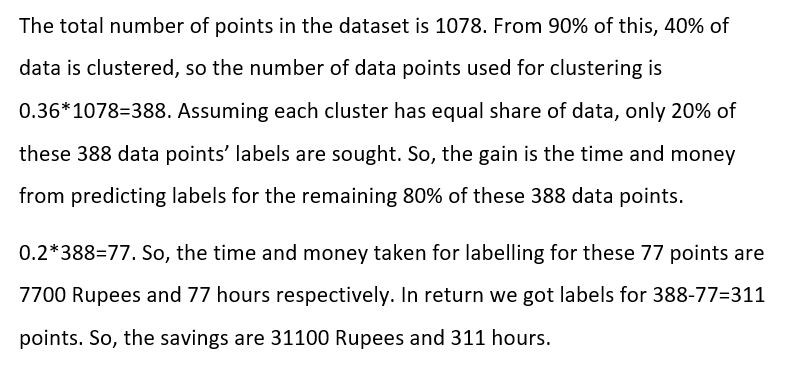 The total number of points in the dataset is 1078. From 90% of this, 40% of
data is clustered, so the number of data points used for clustering is
0.36*1078=388. Assuming each cluster has equal share of data, only 20% of
these 388 data points’ labels are sought. So, the gain is the time and money
from predicting labels for the remaining 80% of these 388 data points.
0.2*388=77. So, the time and money taken for labelling for these 77 points are
7700 Rupees and 77 hours respectively. In return we got labels for 388-77=311
points. So, the savings are 31100 Rupees and 311 hours.